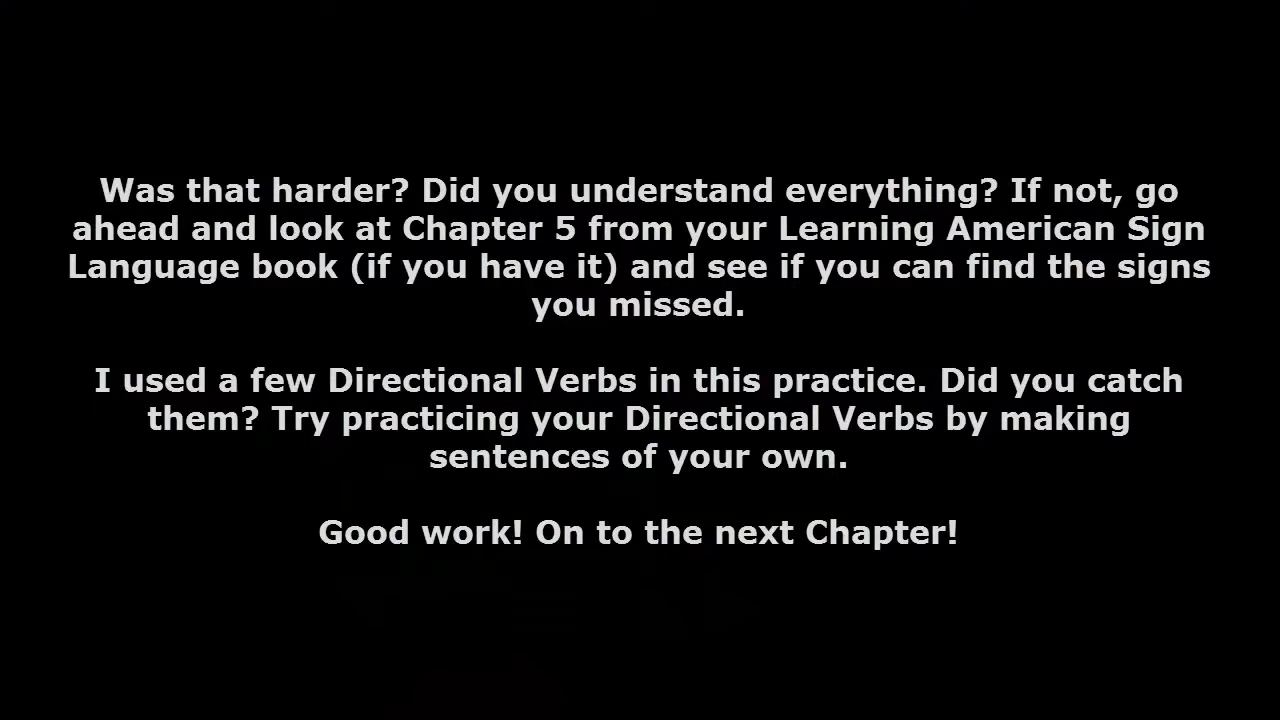 Was that harder? Did you understand everything? If not, go
ahead and look at Chapter 5 from your Learning American Sign
Language book (if you have it) and see if you can find the signs
you missed.
I used a few Directional Verbs in this practice. Did you catch
them? Try practicing your Directional Verbs by making
sentences of your own.
Good work! On to the next Chapter!